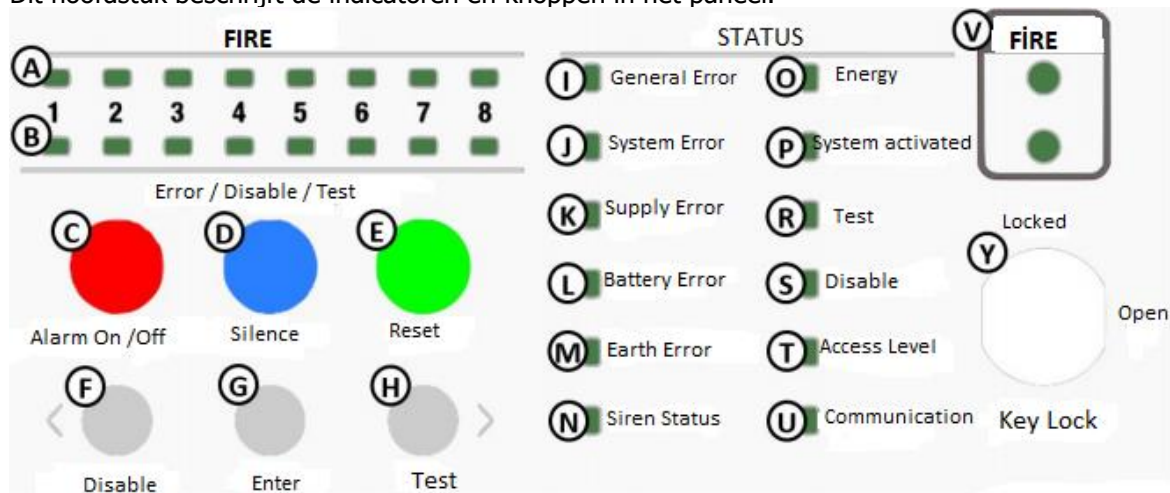 Dit hoofdstuk beschrijft de indicatoren en knoppen in het paneel.
FIRE
A
1 2 3 4 5 6 7 8
B
Error / Disable / Test
C D E
Alarm On /Off Silence Reset
F G H
< >
Disable Enter Test
STATUS
I General Error O Energy
J System Error P System activated
K Supply Error R Test
L Battery Error S Disable
M Earth Error T Access Level
N Siren Status U Communication
V FİRE
Locked
Y
Open
Key Lock